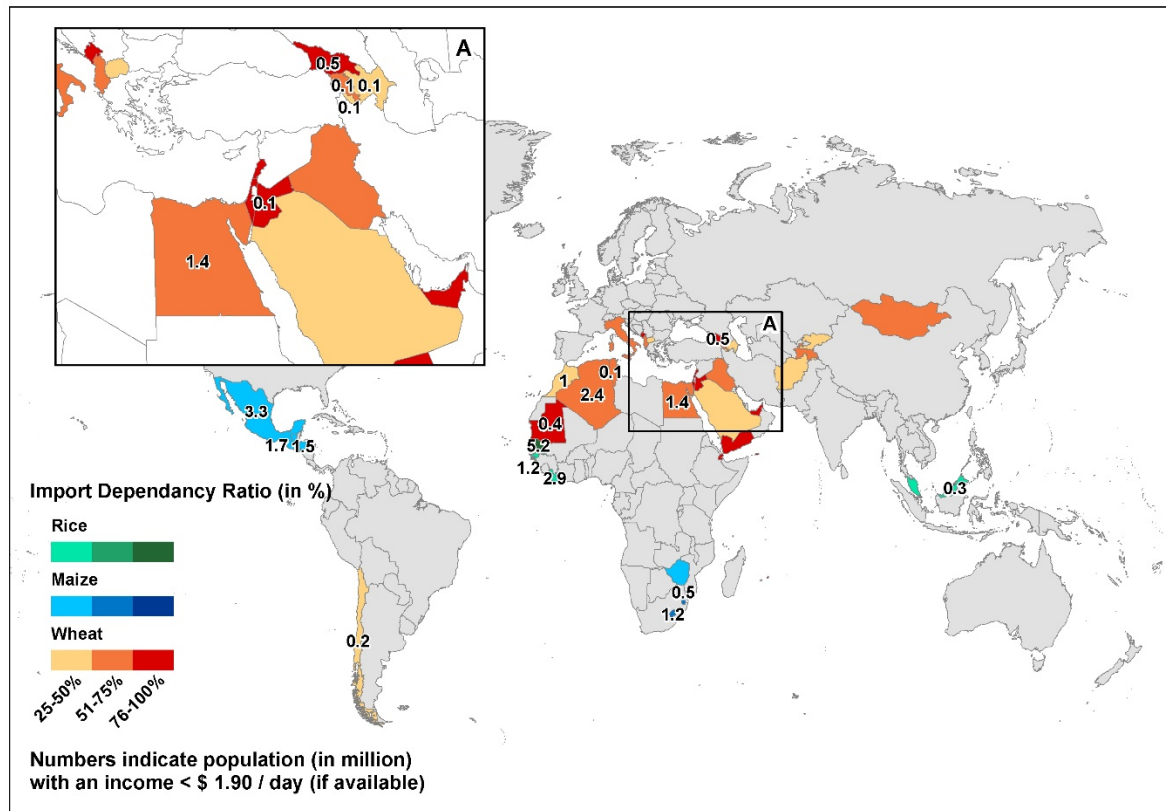 A
0.5
0.1 0.1
0.1
0.1
1.4
A
0.5
0.1
1
2.4
1.4
0.4
3.3
5.2
1.7 1.5
1.2
2.9
0.3
Import Dependancy Ratio (in %)
Rice
Maize
0.5
1.2
Wheat
0.2
25-50%
51-75%
76-100%
Numbers indicate population (in million)
with an income < $ 1.90 / day (if available)